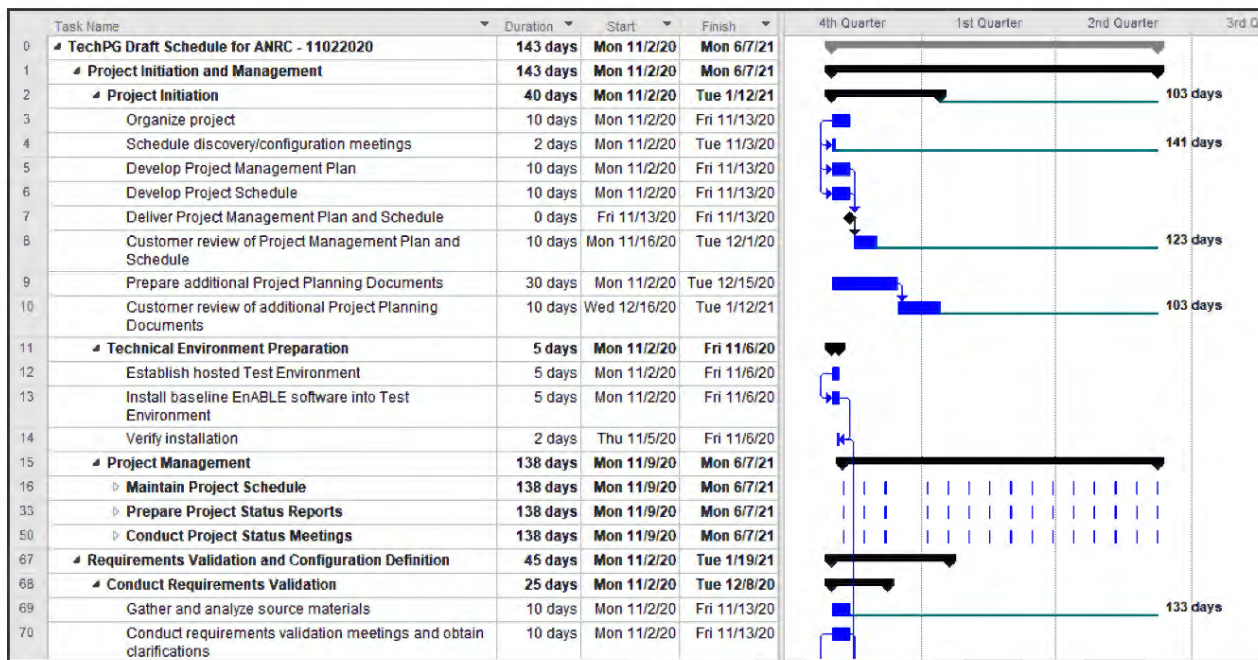 Task Name Duration Start Finish 4th Quarter 1st Quarter 2nd Quarter 3rd Q
0 TechPG Draft Schedule for ANRC - 11022020 143 days Mon 11/2/20 Mon 6/7/21
1 Project Initiation and Management 143 days Mon 11/2/20 Mon 6/7/21
2 Project Initiation 40 days Mon 11/2/20 Tue 1/12/21 103 days
3 Organize project 10 days Mon 11/2/20 Fri 11/13/20
4 Schedule discovery/configuration meetings 2 days Mon 11/2/20 Tue 11/3/20 141 days
5 Develop Project Management Plan 10 days Mon 11/2/20 Fri 11/13/20
6 Develop Project Schedule 10 days Mon 11/2/20 Fri 11/13/20
7 Deliver Project Management Plan and Schedule 0 days Fri 11/13/20 Fri 11/13/20
8 Customer review of Project Management Plan and 10 days Mon 11/16/20 Tue 12/1/20 123 days
Schedule
9 Prepare additional Project Planning Documents 30 days Mon 11/2/20 Tue 12/15/20
10 Customer review of additional Project Planning 10 days Wed 12/16/20 Tue 1/12/21 103 days
Documents
11 Technical Environment Preparation 5 days Mon 11/2/20 Fri 11/6/20
12 Establish hosted Test Environment 5 days Mon 11/2/20 Fri 11/6/20
13 Install baseline EnABLE software into Test 5 days Mon 11/2/20 Fri 11/6/20
Environment
14 Verify installation 2 days Thu 11/5/20 Fri 11/6/20
15 Project Management 138 days Mon 11/9/20 Mon 6/7/21
16 Maintain Project Schedule 138 days Mon 11/9/20 Mon 6/7/21
33 Prepare Project Status Reports 138 days Mon 11/9/20 Mon 6/7/21
50 Conduct Project Status Meetings 138 days Mon 11/9/20 Mon 6/7/21
67 Requirements Validation and Configuration Definition 45 days Mon 11/2/20 Tue 1/19/21
68 Conduct Requirements Validation 25 days Mon 11/2/20 Tue 12/8/20
69 Gather and analyze source materials 10 days Mon 11/2/20 Fri 11/13/20 133 days
70 Conduct requirements validation meetings and obtain 10 days Mon 11/2/20 Fri 11/13/20
clarifications